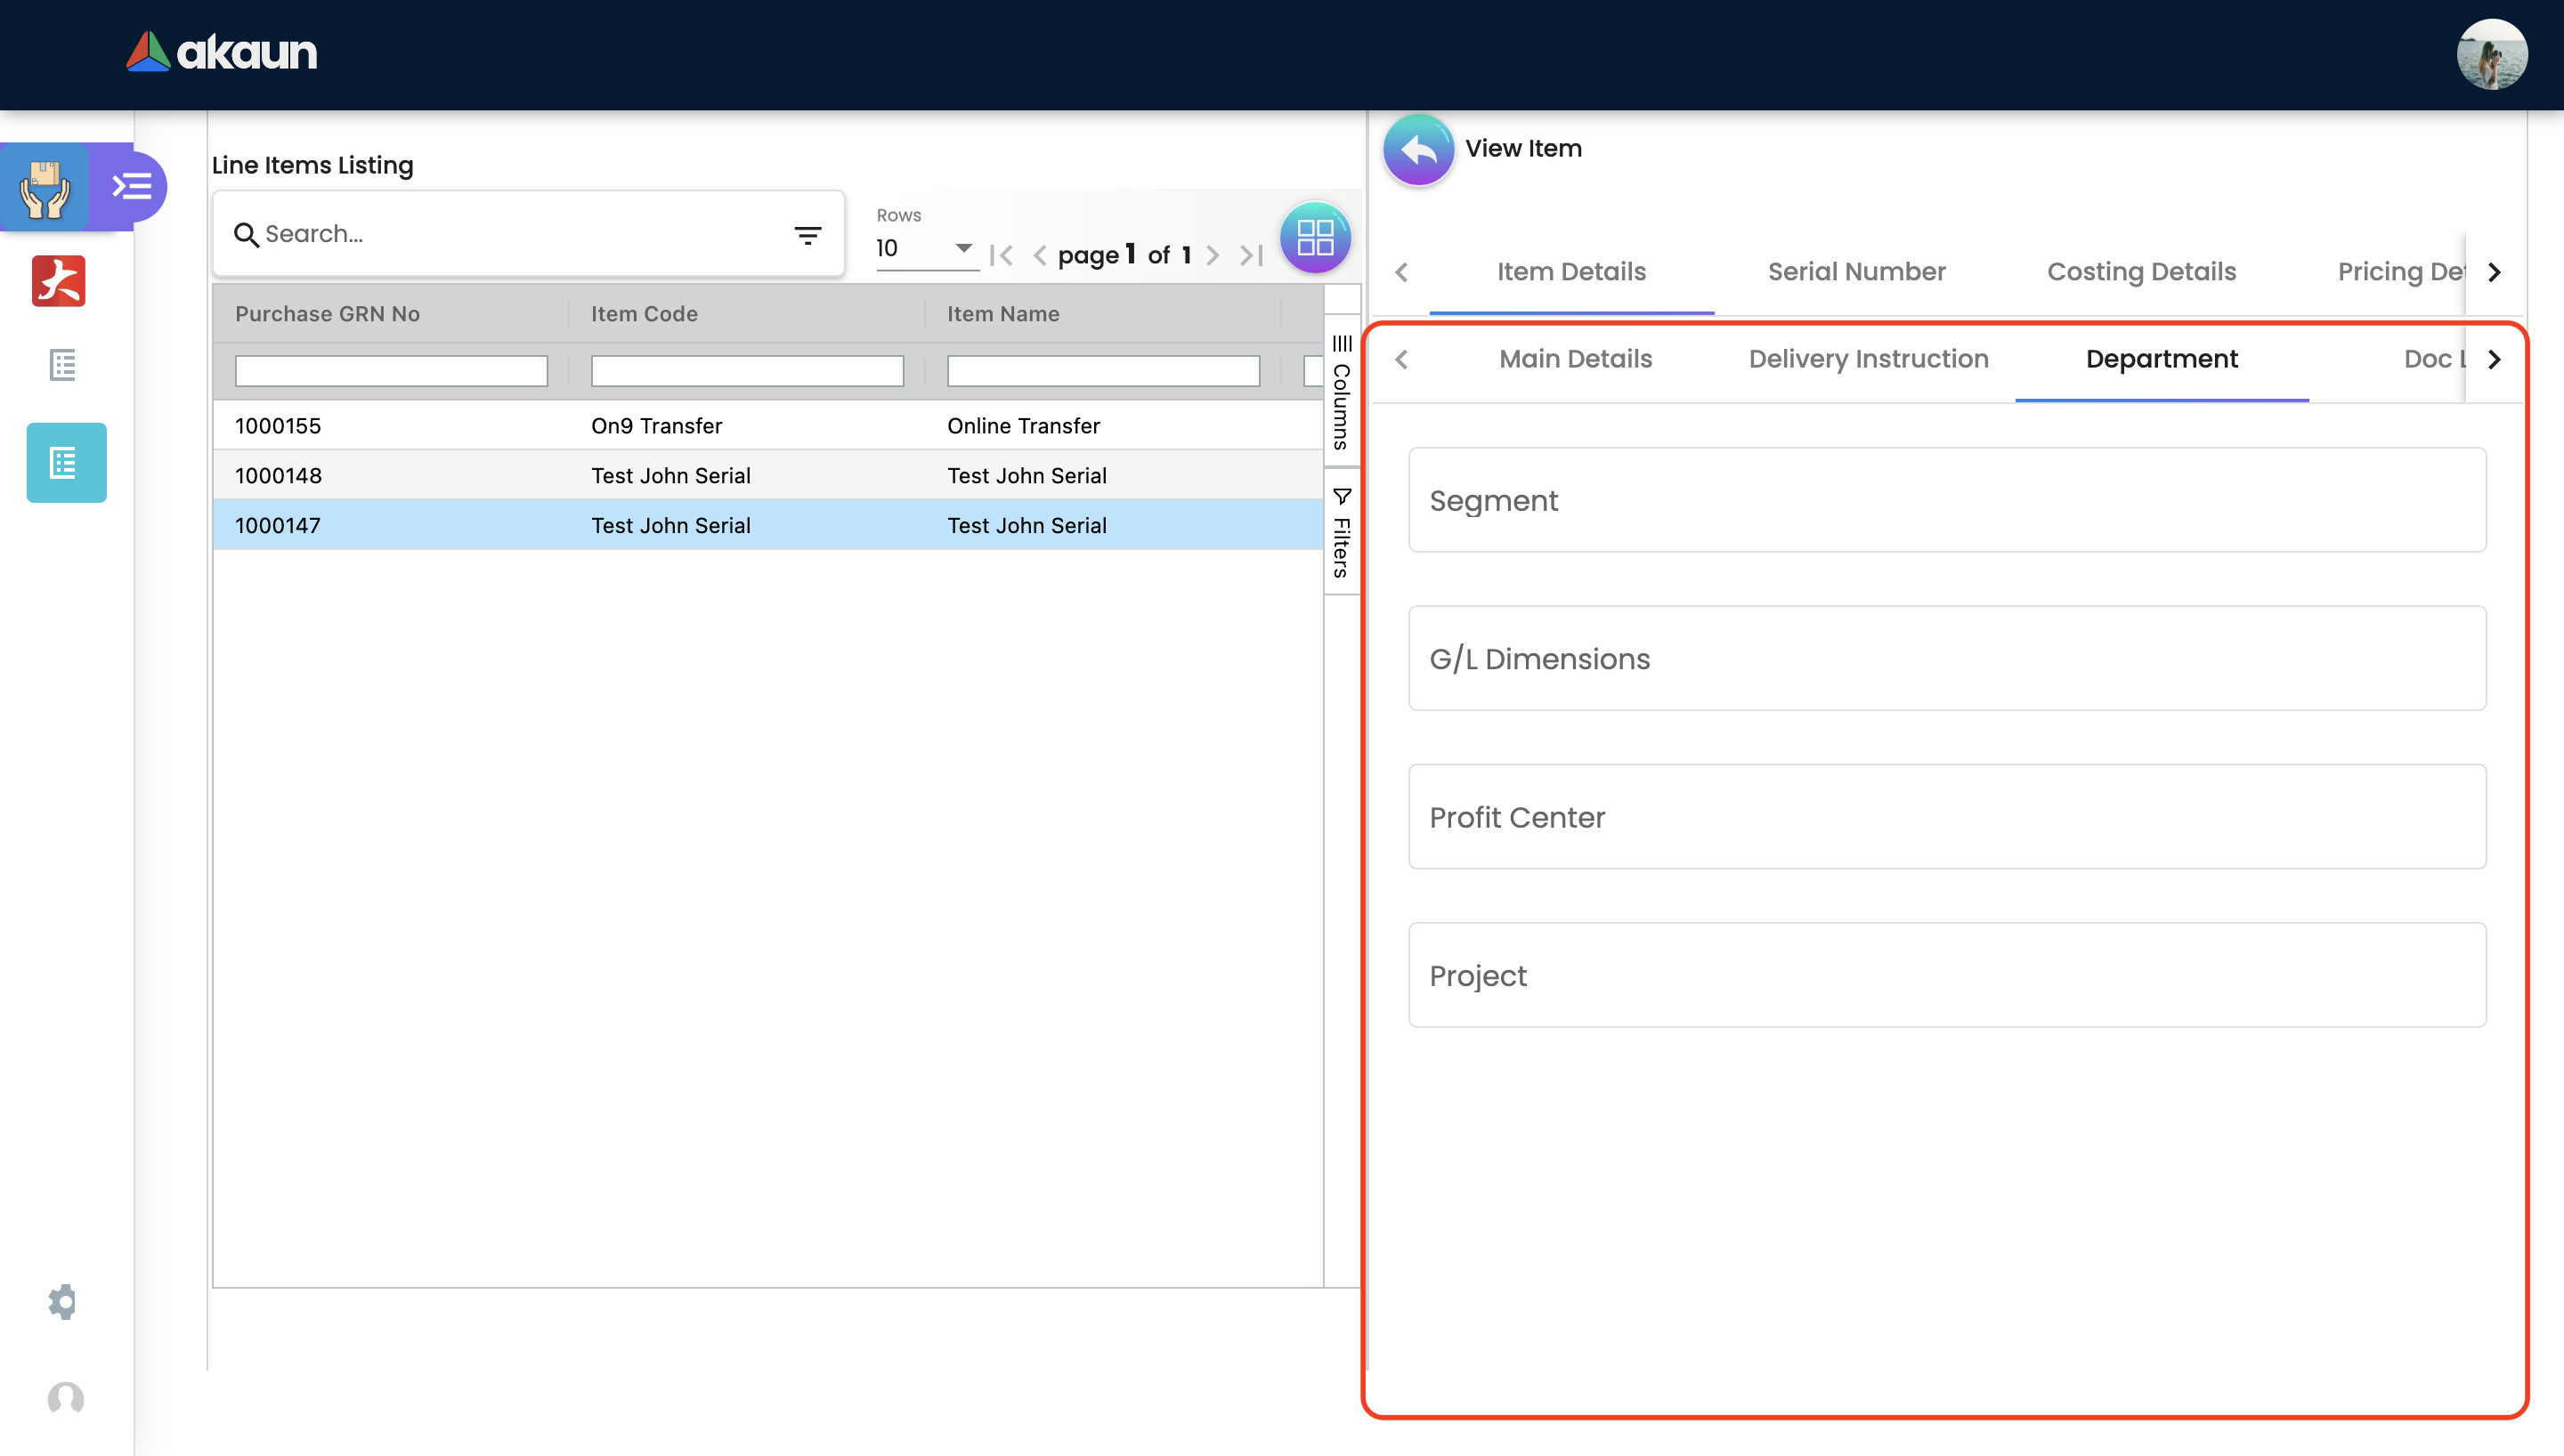 akaun
Line Items Listing
Search...
Rows
10
page 1 of 1
Purchase GRN No Item Code Item Name
1000155 On9 Transfer Online Transfer
1000148 Test John Serial Test John Serial
1000147 Test John Serial Test John Serial
Columns
Filters
View Item
Item Details Serial Number Costing Details Pricing Det
Main Details Delivery Instruction Department Doc L
Segment
G/L Dimensions
Profit Center
Project